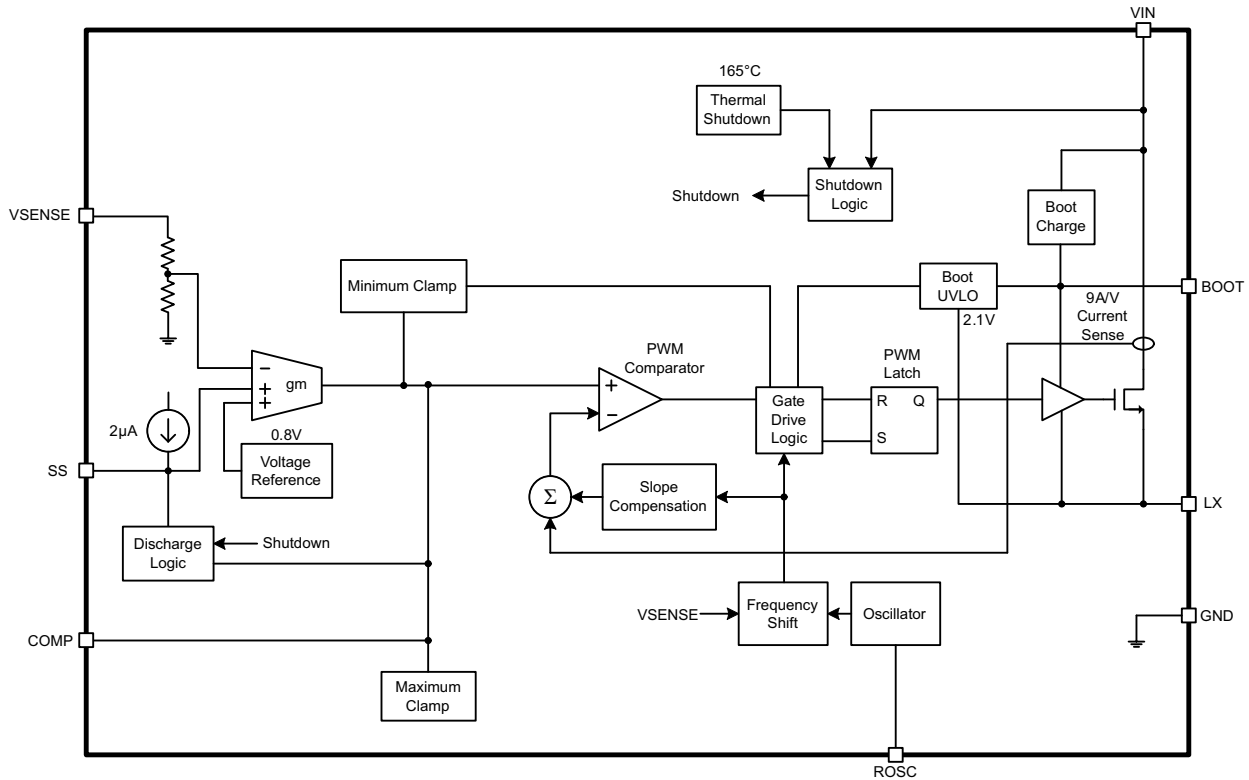 VIN
165°C
Thermal
Shutdown
Shutdown
Shutdown
Logic
Boot
Charge
VSENSE
Minimum Clamp
Boot
UVLO
2.1V
BOOT
9A/V
Current
Sense
PWM
Comparator
PWM
Latch
−
+
+
gm
+
−
Gate
Drive
Logic
R Q
S
2µA
0.8V
Voltage
Reference
SS
Σ
Slope
Compensation
LX
Discharge
Logic
Shutdown
VSENSE
Frequency
Shift
Oscillator
GND
COMP
Maximum
Clamp
ROSC